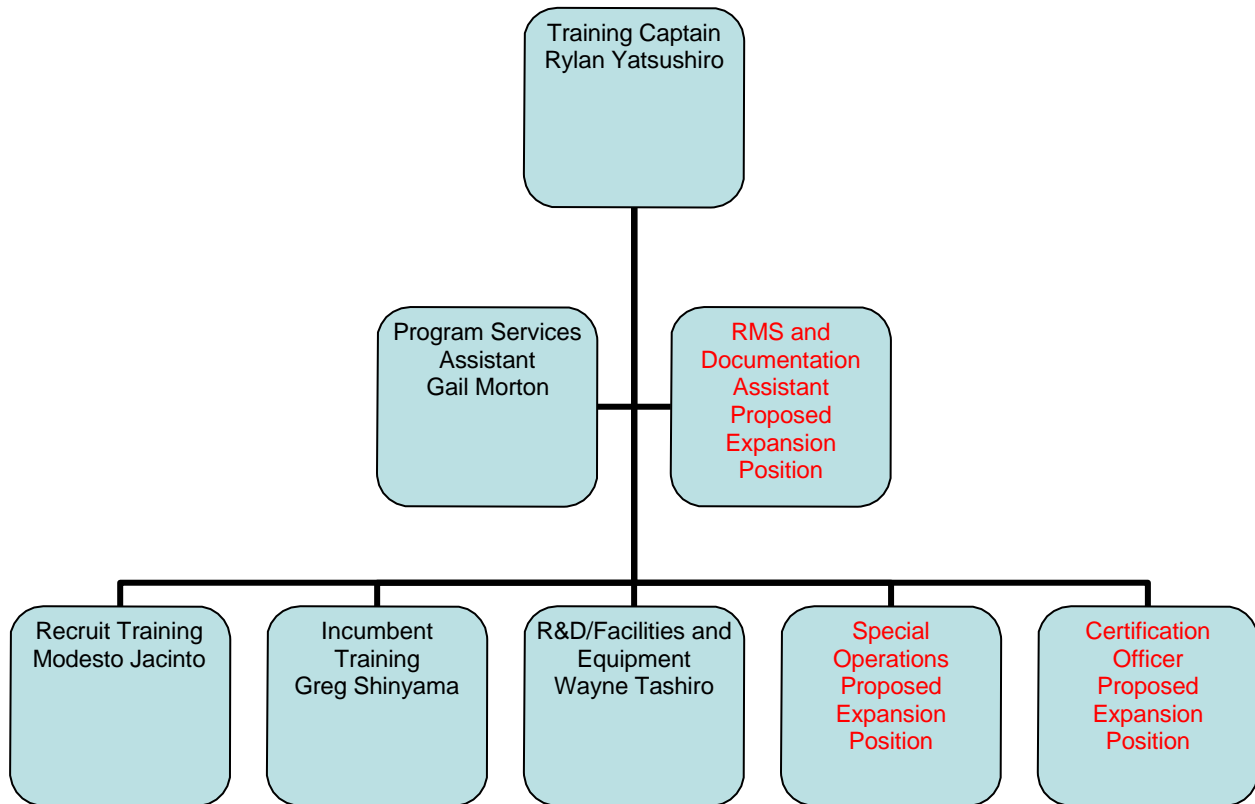 Training Captain
Rylan Yatsushiro
Program Services
Assistant
Gail Morton
RMS and
Documentation
Assistant
Proposed
Expansion
Position
Recruit Training
Modesto Jacinto
Incumbent
Training
Greg Shinyama
R&D/Facilities and
Equipment
Wayne Tashiro
Special
Operations
Proposed
Expansion
Position
Certification
Officer
Proposed
Expansion
Position